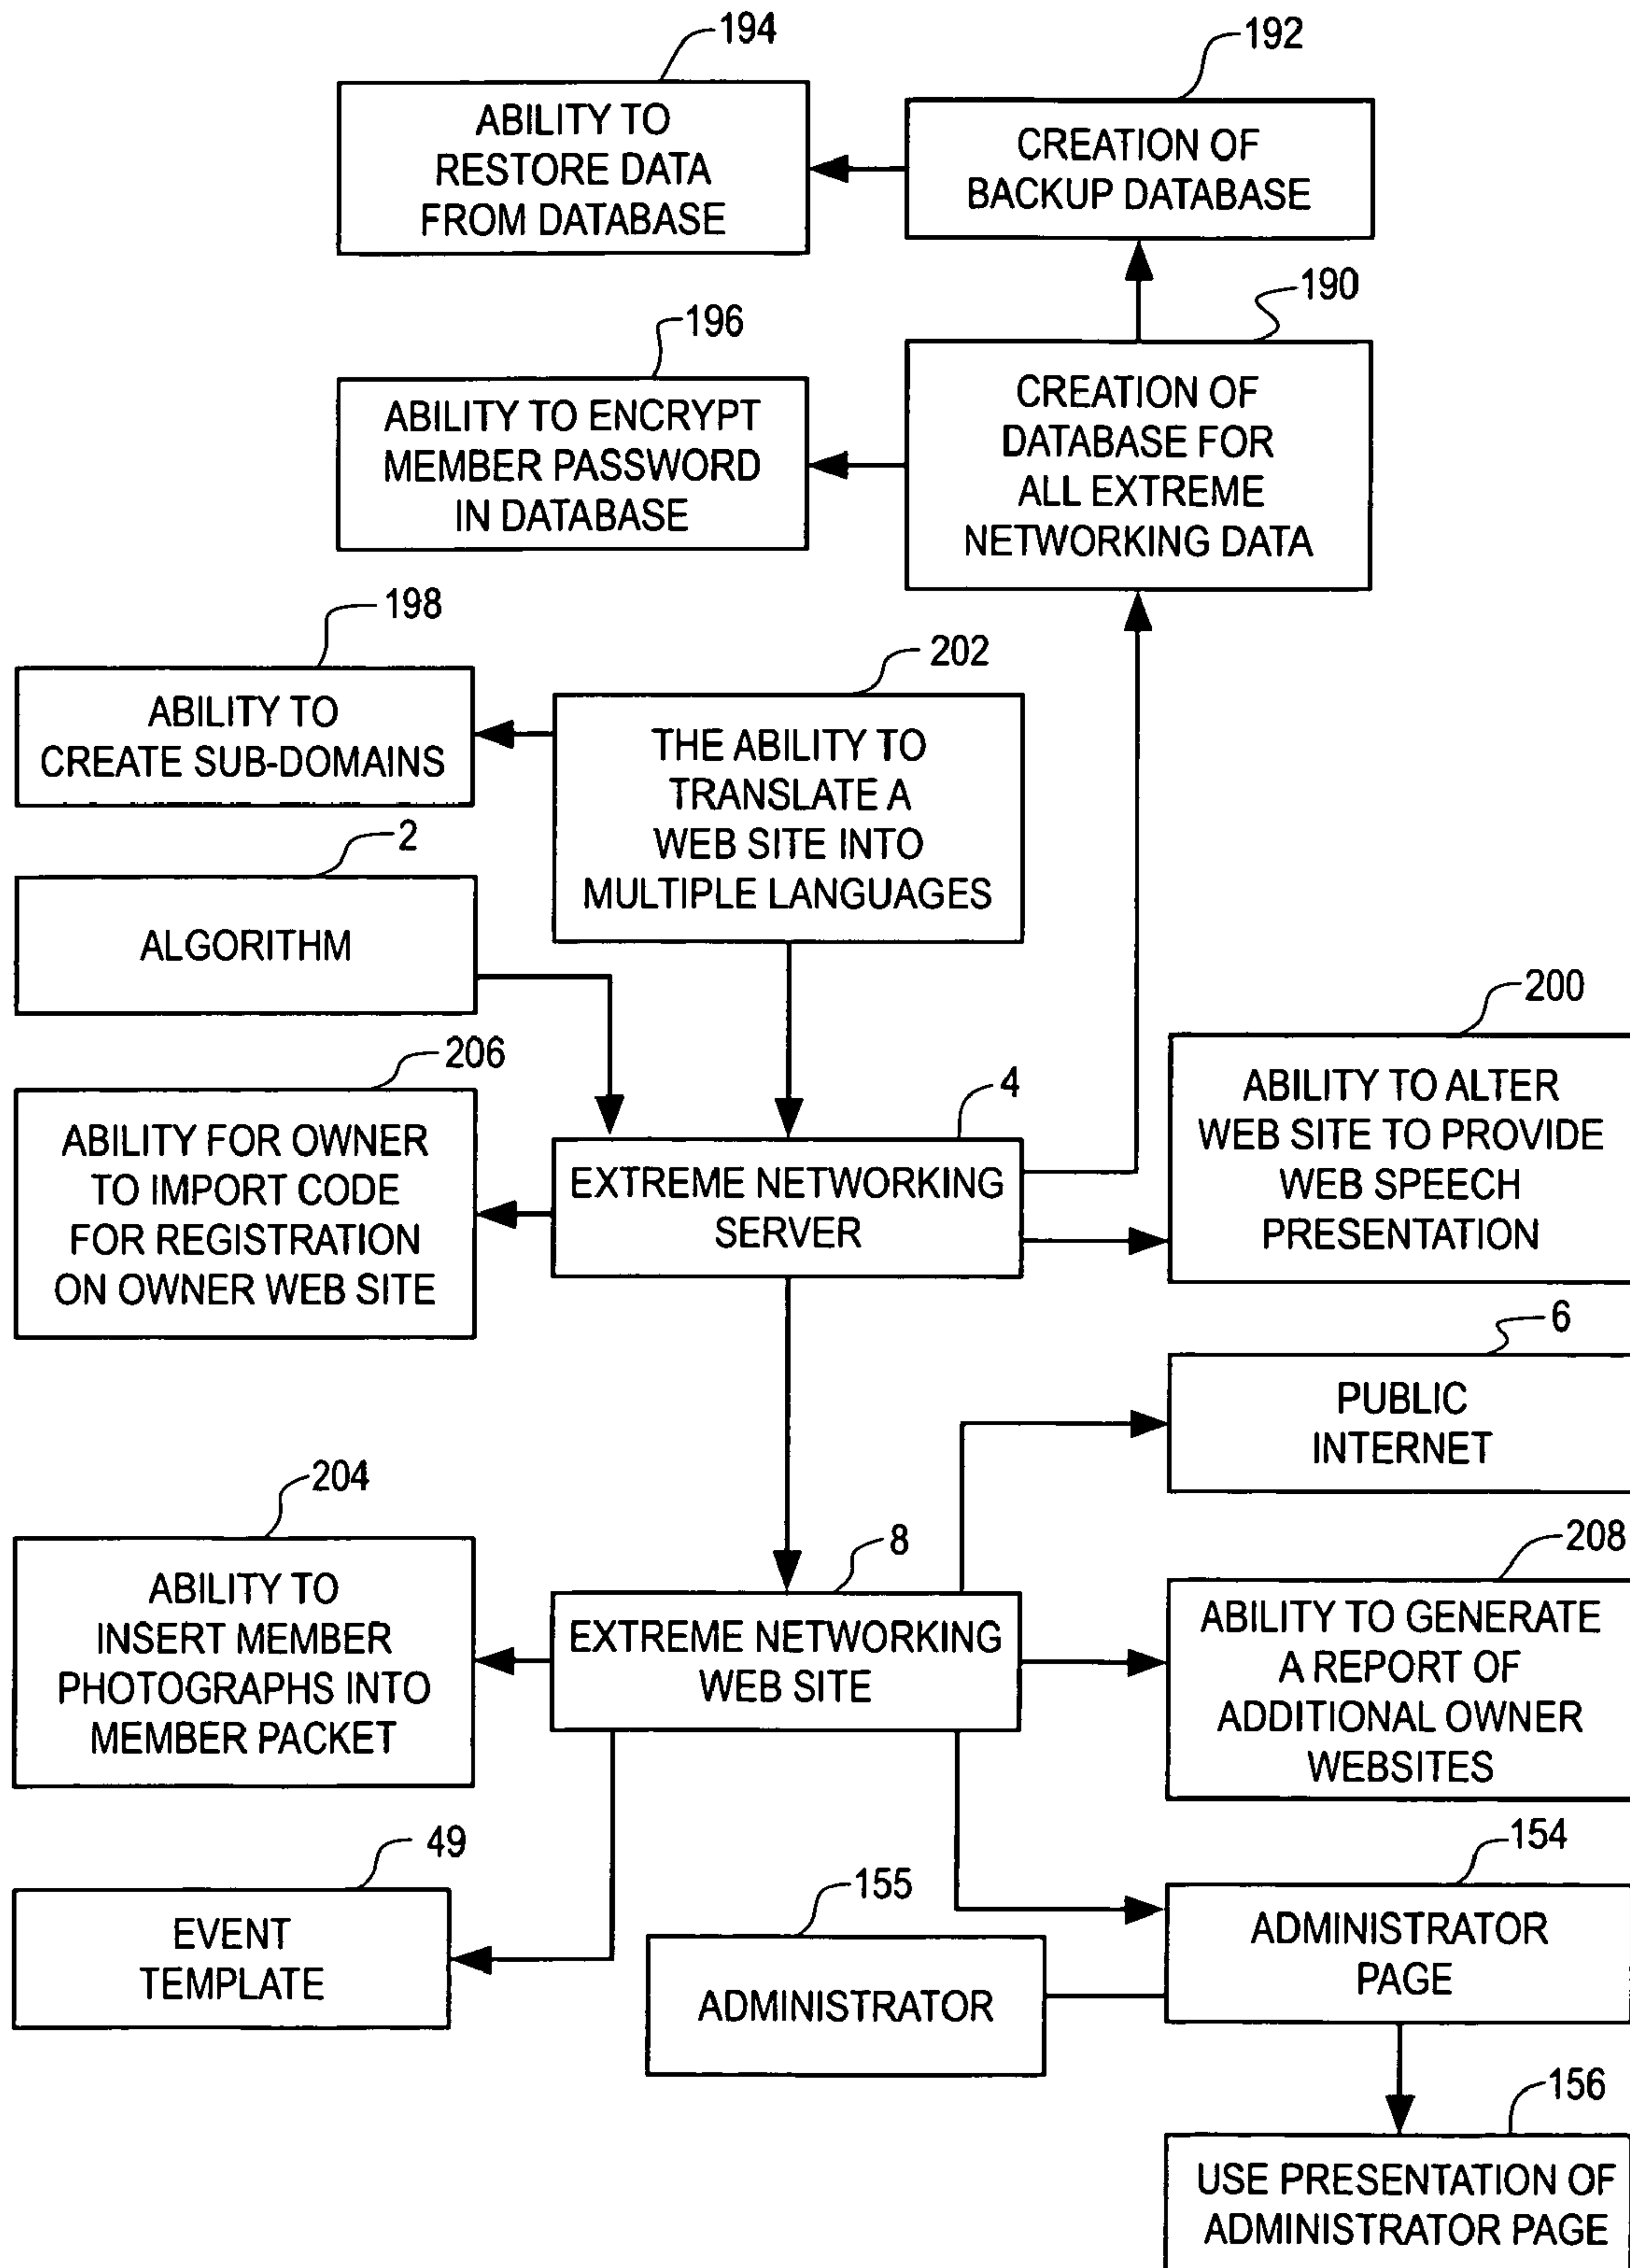 194
ABILITY TO
RESTORE DATA
FROM DATABASE
192
CREATION OF
BACKUP DATABASE
196
ABILITY TO ENCRYPT
MEMBER PASSWORD
IN DATABASE
190
CREATION OF
DATABASE FOR
ALL EXTREME
NETWORKING DATA
198
ABILITY TO
CREATE SUB-DOMAINS
202
THE ABILITY TO
TRANSLATE A
WEB SITE INTO
MULTIPLE LANGUAGES
2
ALGORITHM
206
ABILITY FOR OWNER
TO IMPORT CODE
FOR REGISTRATION
ON OWNER WEB SITE
4
EXTREME NETWORKING
SERVER
200
ABILITY TO ALTER
WEB SITE TO PROVIDE
WEB SPEECH
PRESENTATION
6
PUBLIC
INTERNET
204
ABILITY TO
INSERT MEMBER
PHOTOGRAPHS INTO
MEMBER PACKET
8
EXTREME NETWORKING
WEB SITE
208
ABILITY TO GENERATE
A REPORT OF
ADDITIONAL OWNER
WEBSITES
49
EVENT
TEMPLATE
155
ADMINISTRATOR
154
ADMINISTRATOR
PAGE
156
USE PRESENTATION OF
ADMINISTRATOR PAGE